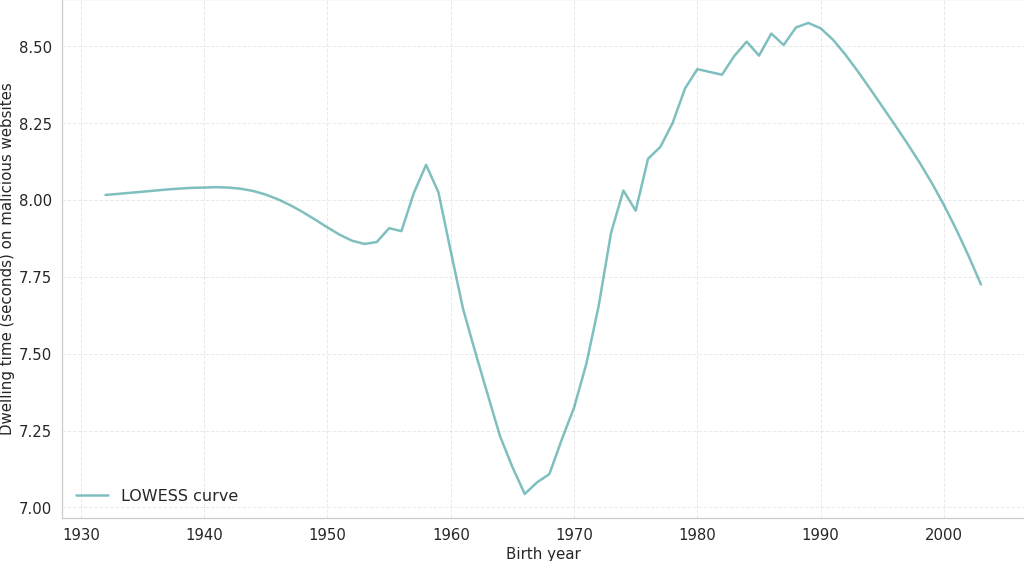 Dwelling time (seconds) on malicious websites
8.50
8.25
8.00
7.75
7.50
7.25
7.00
LOWESS curve
1930 1940 1950 1960 1970 1980 1990 2000
Birth year